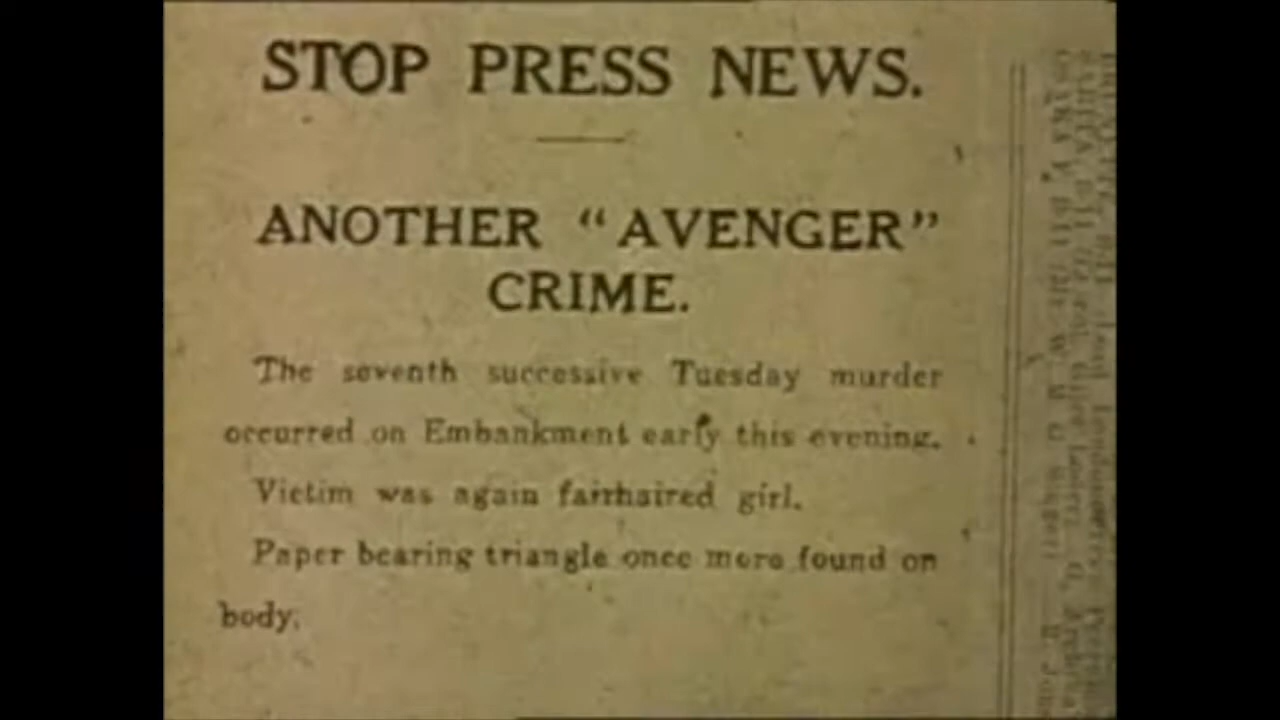 STOP PRESS NEWS.
ANOTHER “AVENGER”
CRIME.
The seventh successive Tuesday murder
occurred on Embankment early this evening.
Victim was again fairhaired girl.
Paper bearing triangle once more found on
body.